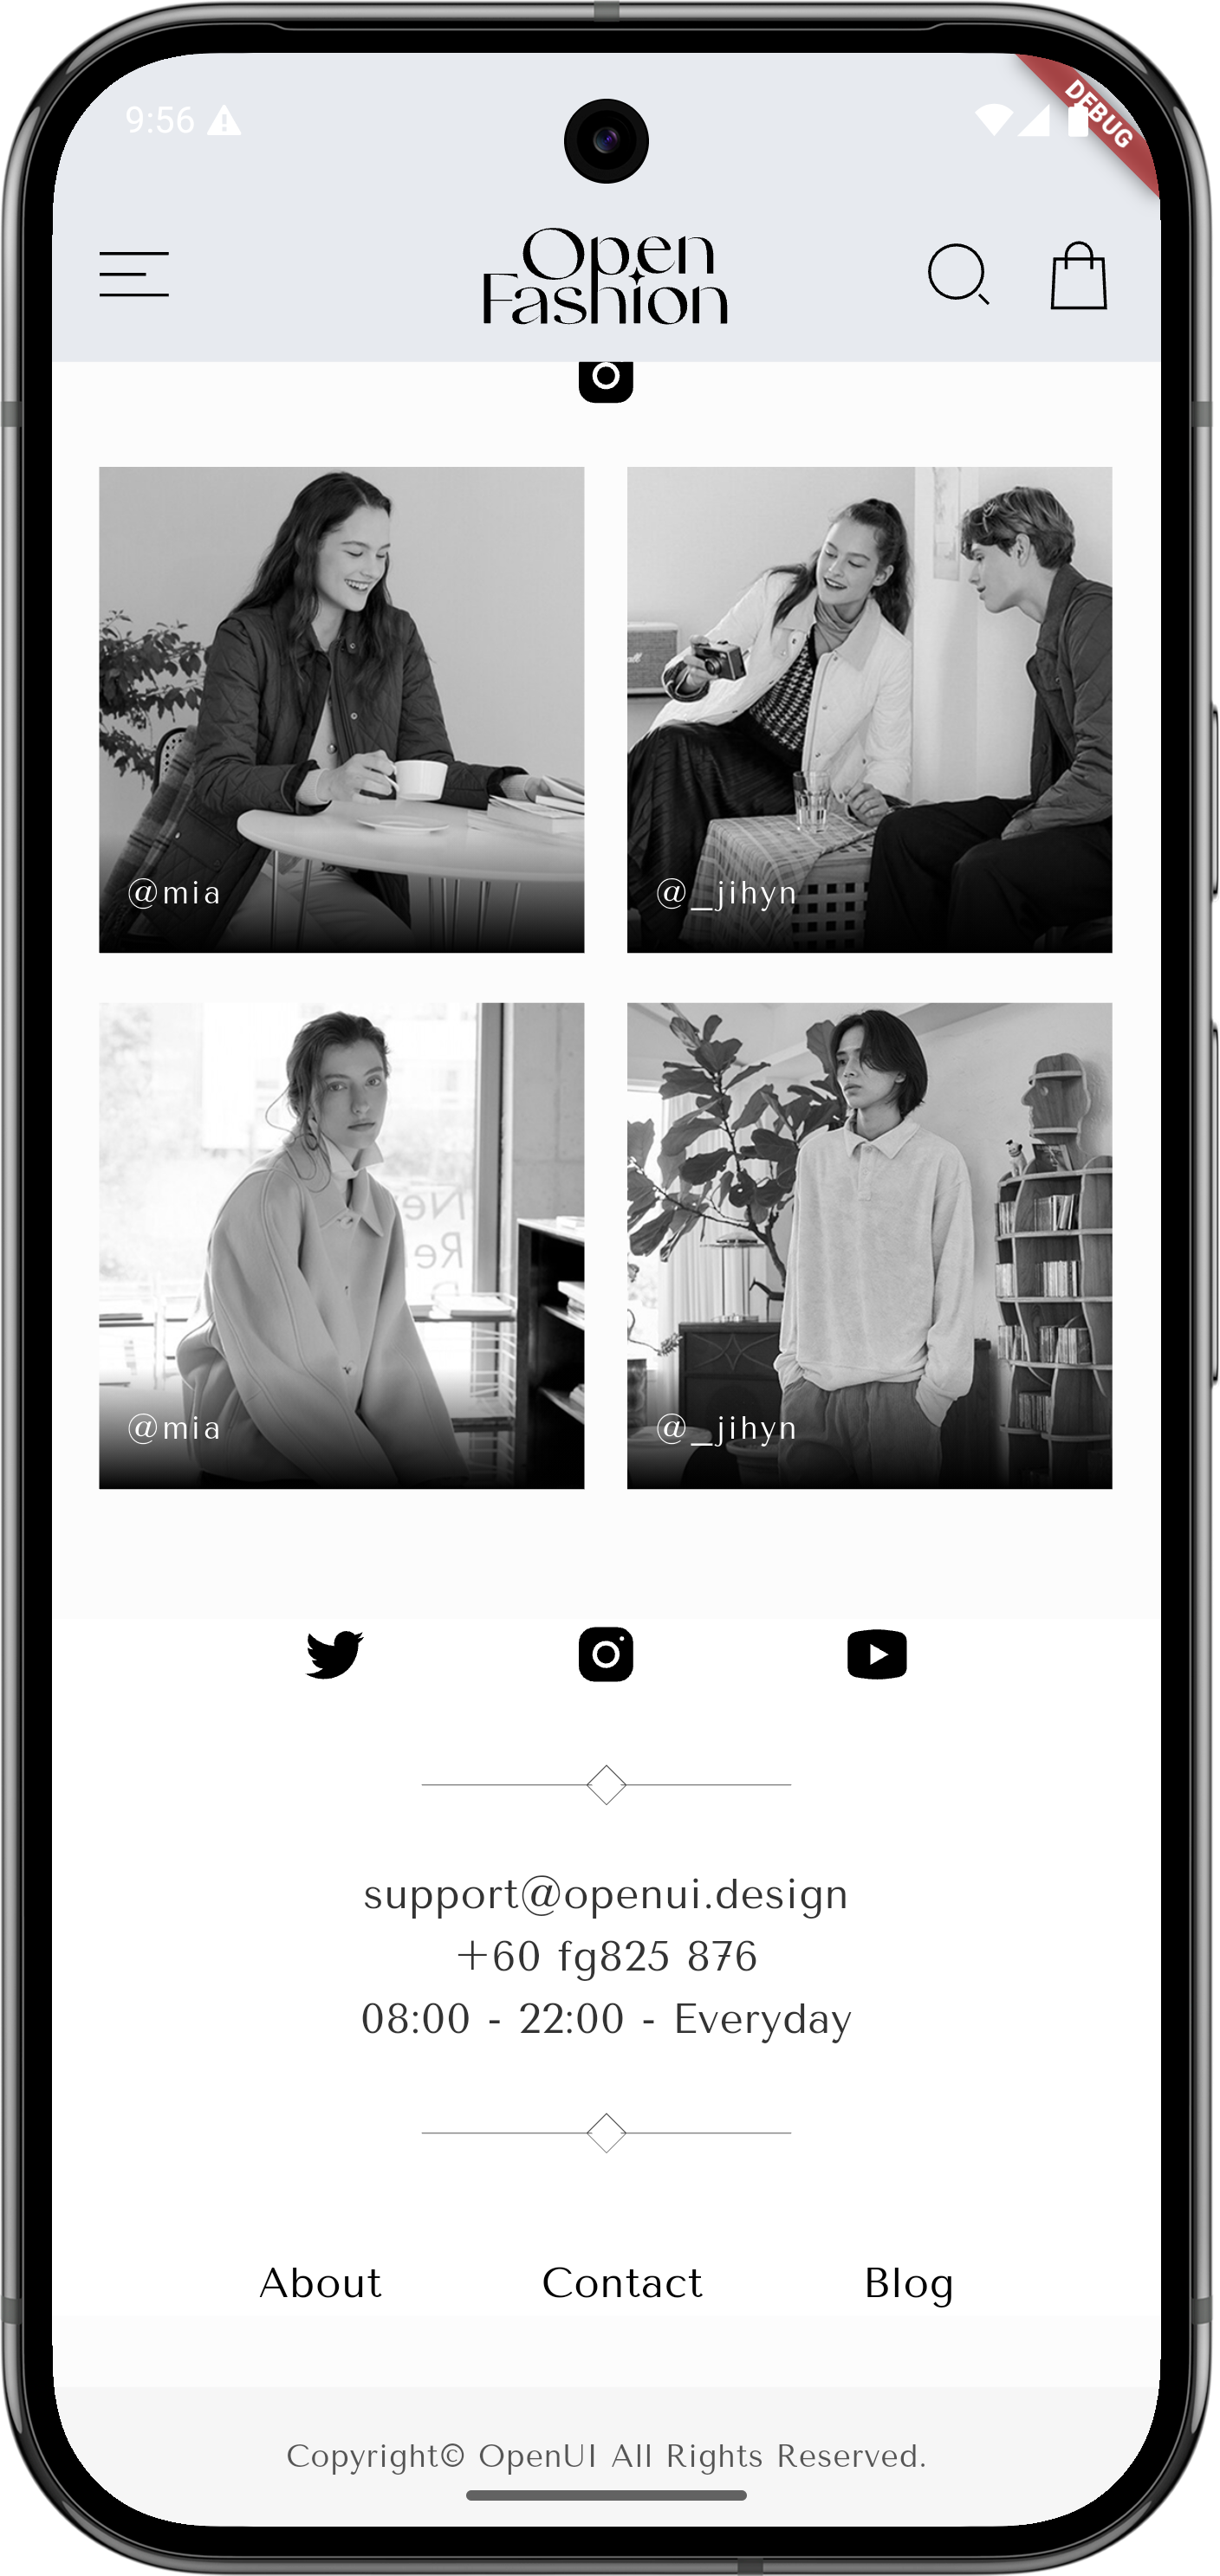 9:56
DEBUG
Open
Fashion
@mia
@_jihyn
@mia
@_jihyn
support@openui.design
+60 fg825 876
08:00 - 22:00 - Everyday
About
Contact
Blog
Copyright© OpenUI All Rights Reserved.